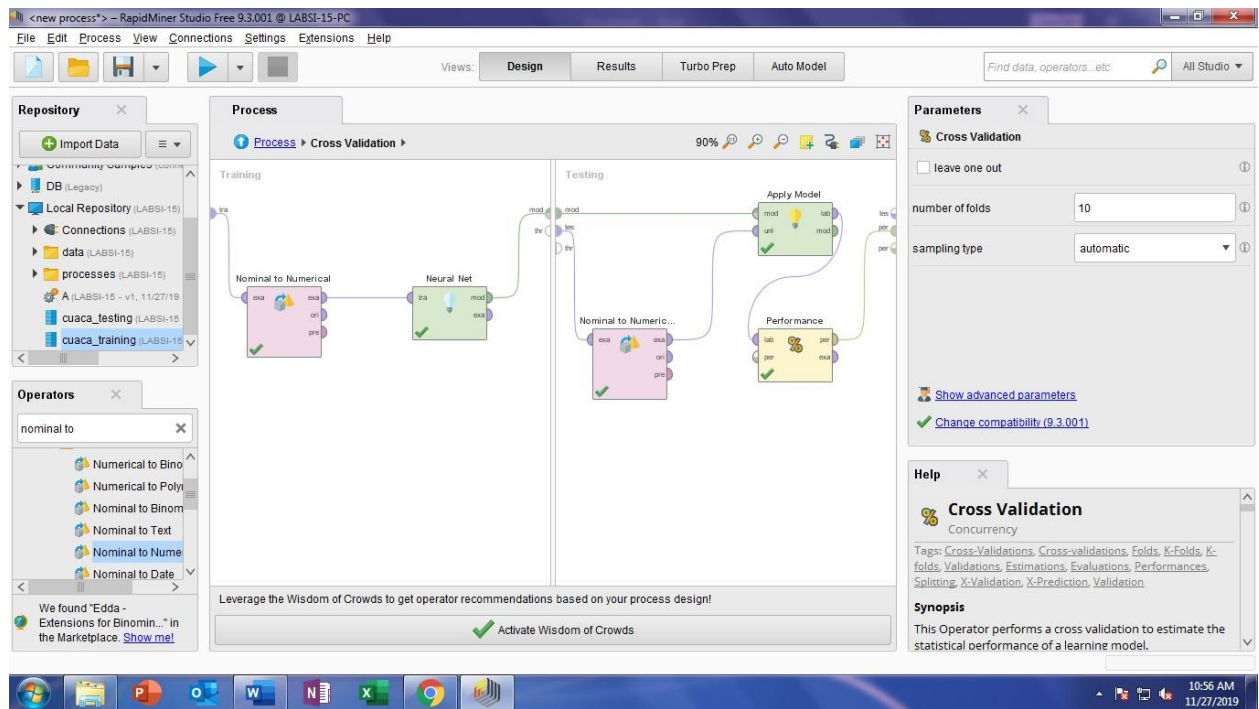 <new process*> – RapidMiner Studio Free 9.3.001 @ LABSI-15-PC
File Edit Process View Connections Settings Extensions Help
Views: Design Results Turbo Prep Auto Model
Find data, operators...etc All Studio
Repository
Import Data
DB (Legacy)
Local Repository (LABSI-15)
Connections (LABSI-15)
data (LABSI-15)
processes (LABSI-15)
A (LABSI-15 - v1, 11/27/19
cuaca_testing (LABSI-15
cuaca_training (LABSI-15
Operators
nominal to
Numerical to Bino
Numerical to Poly
Nominal to Binom
Nominal to Text
Nominal to Nume
Nominal to Date
We found "Edda -
Extensions for Binomin..." in
the Marketplace. Show me!
Process
Process Cross Validation
90%
Training
tra
mod
thr
Nominal to Numerical
exa exa
ori
pre
Neural Net
tra mod
exa
Testing
mod
tes
thr
Apply Model
mod lab
unl mod
Nominal to Numeric...
exa exa
ori
pre
Performance
lab per
per exa
tes
per
per
Leverage the Wisdom of Crowds to get operator recommendations based on your process design!
Activate Wisdom of Crowds
Parameters
Cross Validation
leave one out
number of folds 10
sampling type automatic
Show advanced parameters
Change compatibility (9.3.001)
Help
Cross Validation
Concurrency
Tags: Cross-Validations, Cross-validations, Folds, K-Folds, K-
folds, Validations, Estimations, Evaluations, Performances,
Splitting, X-Validation, X-Prediction, Validation
Synopsis
This Operator performs a cross validation to estimate the
statistical performance of a learning model.
10:56 AM
11/27/2019